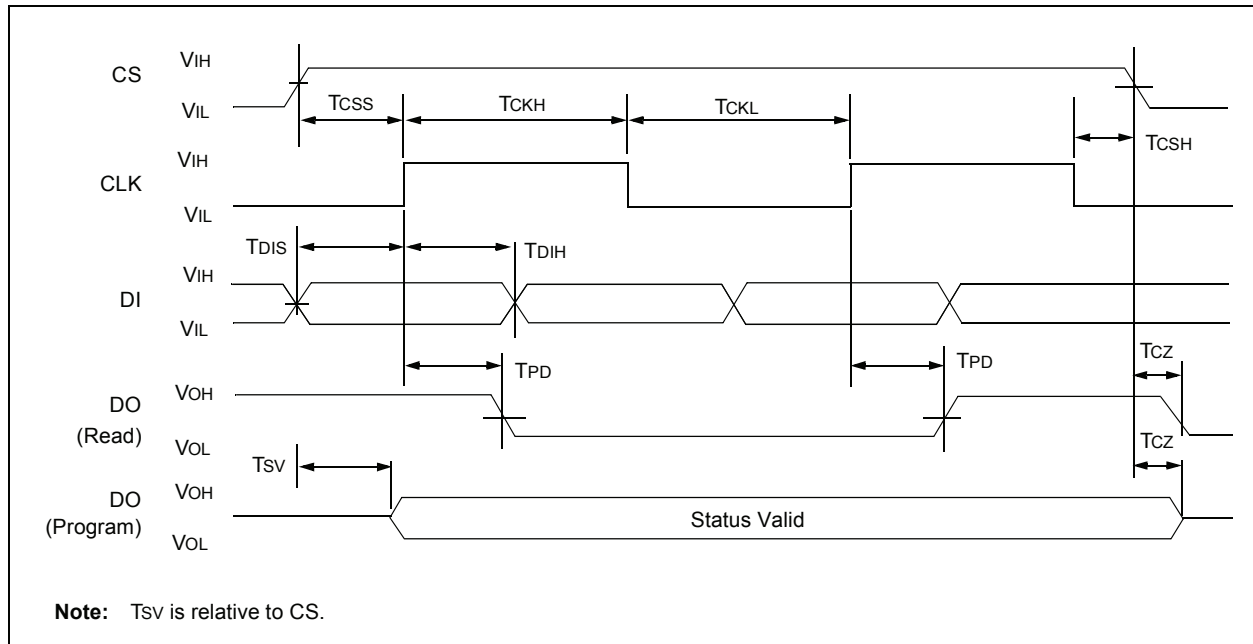 CS
VIH
VIL
TCSS
TCKH
TCKL
TCSH
CLK
VIH
VIL
TDIS
TDIH
DI
VIH
VIL
TPD
TPD
TCZ
DO
(Read)
VOH
VOL
TCZ
TSV
DO
(Program)
VOH
VOL
Status Valid
Note: TSV is relative to CS.